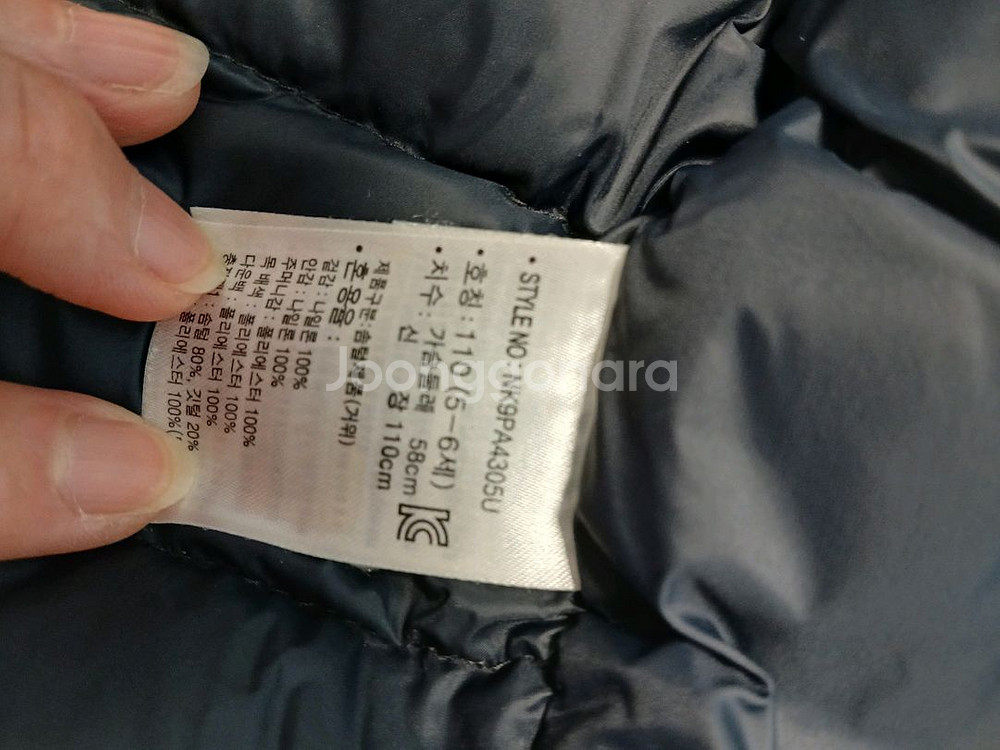 • STYLE NO : NK9PA4305U
• 호칭 : 110(5-6세)
• 치수 : 가슴둘레 58cm
신 장 110cm
제품구분:솜털제품(거위)
• 혼용율 :
겉감 : 나일론 100%
안감 : 나일론 100%
주머니감 : 폴리에스터 100%
목 배색 : 폴리에스터 100%
다운백 : 폴리에스터 100%
솜털 80%, 깃털 20%
폴리에스터 100%
Joonggonara